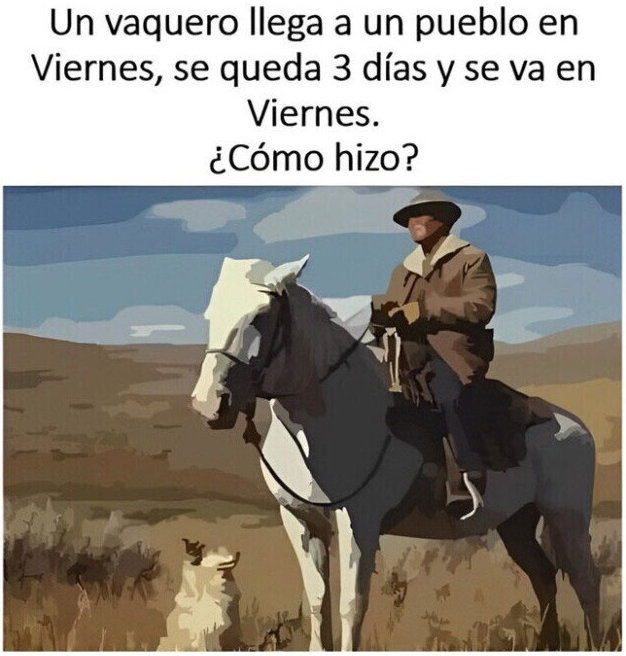 Un vaquero llega a un pueblo en
Viernes, se queda 3 días y se va en
Viernes.
¿Cómo hizo?